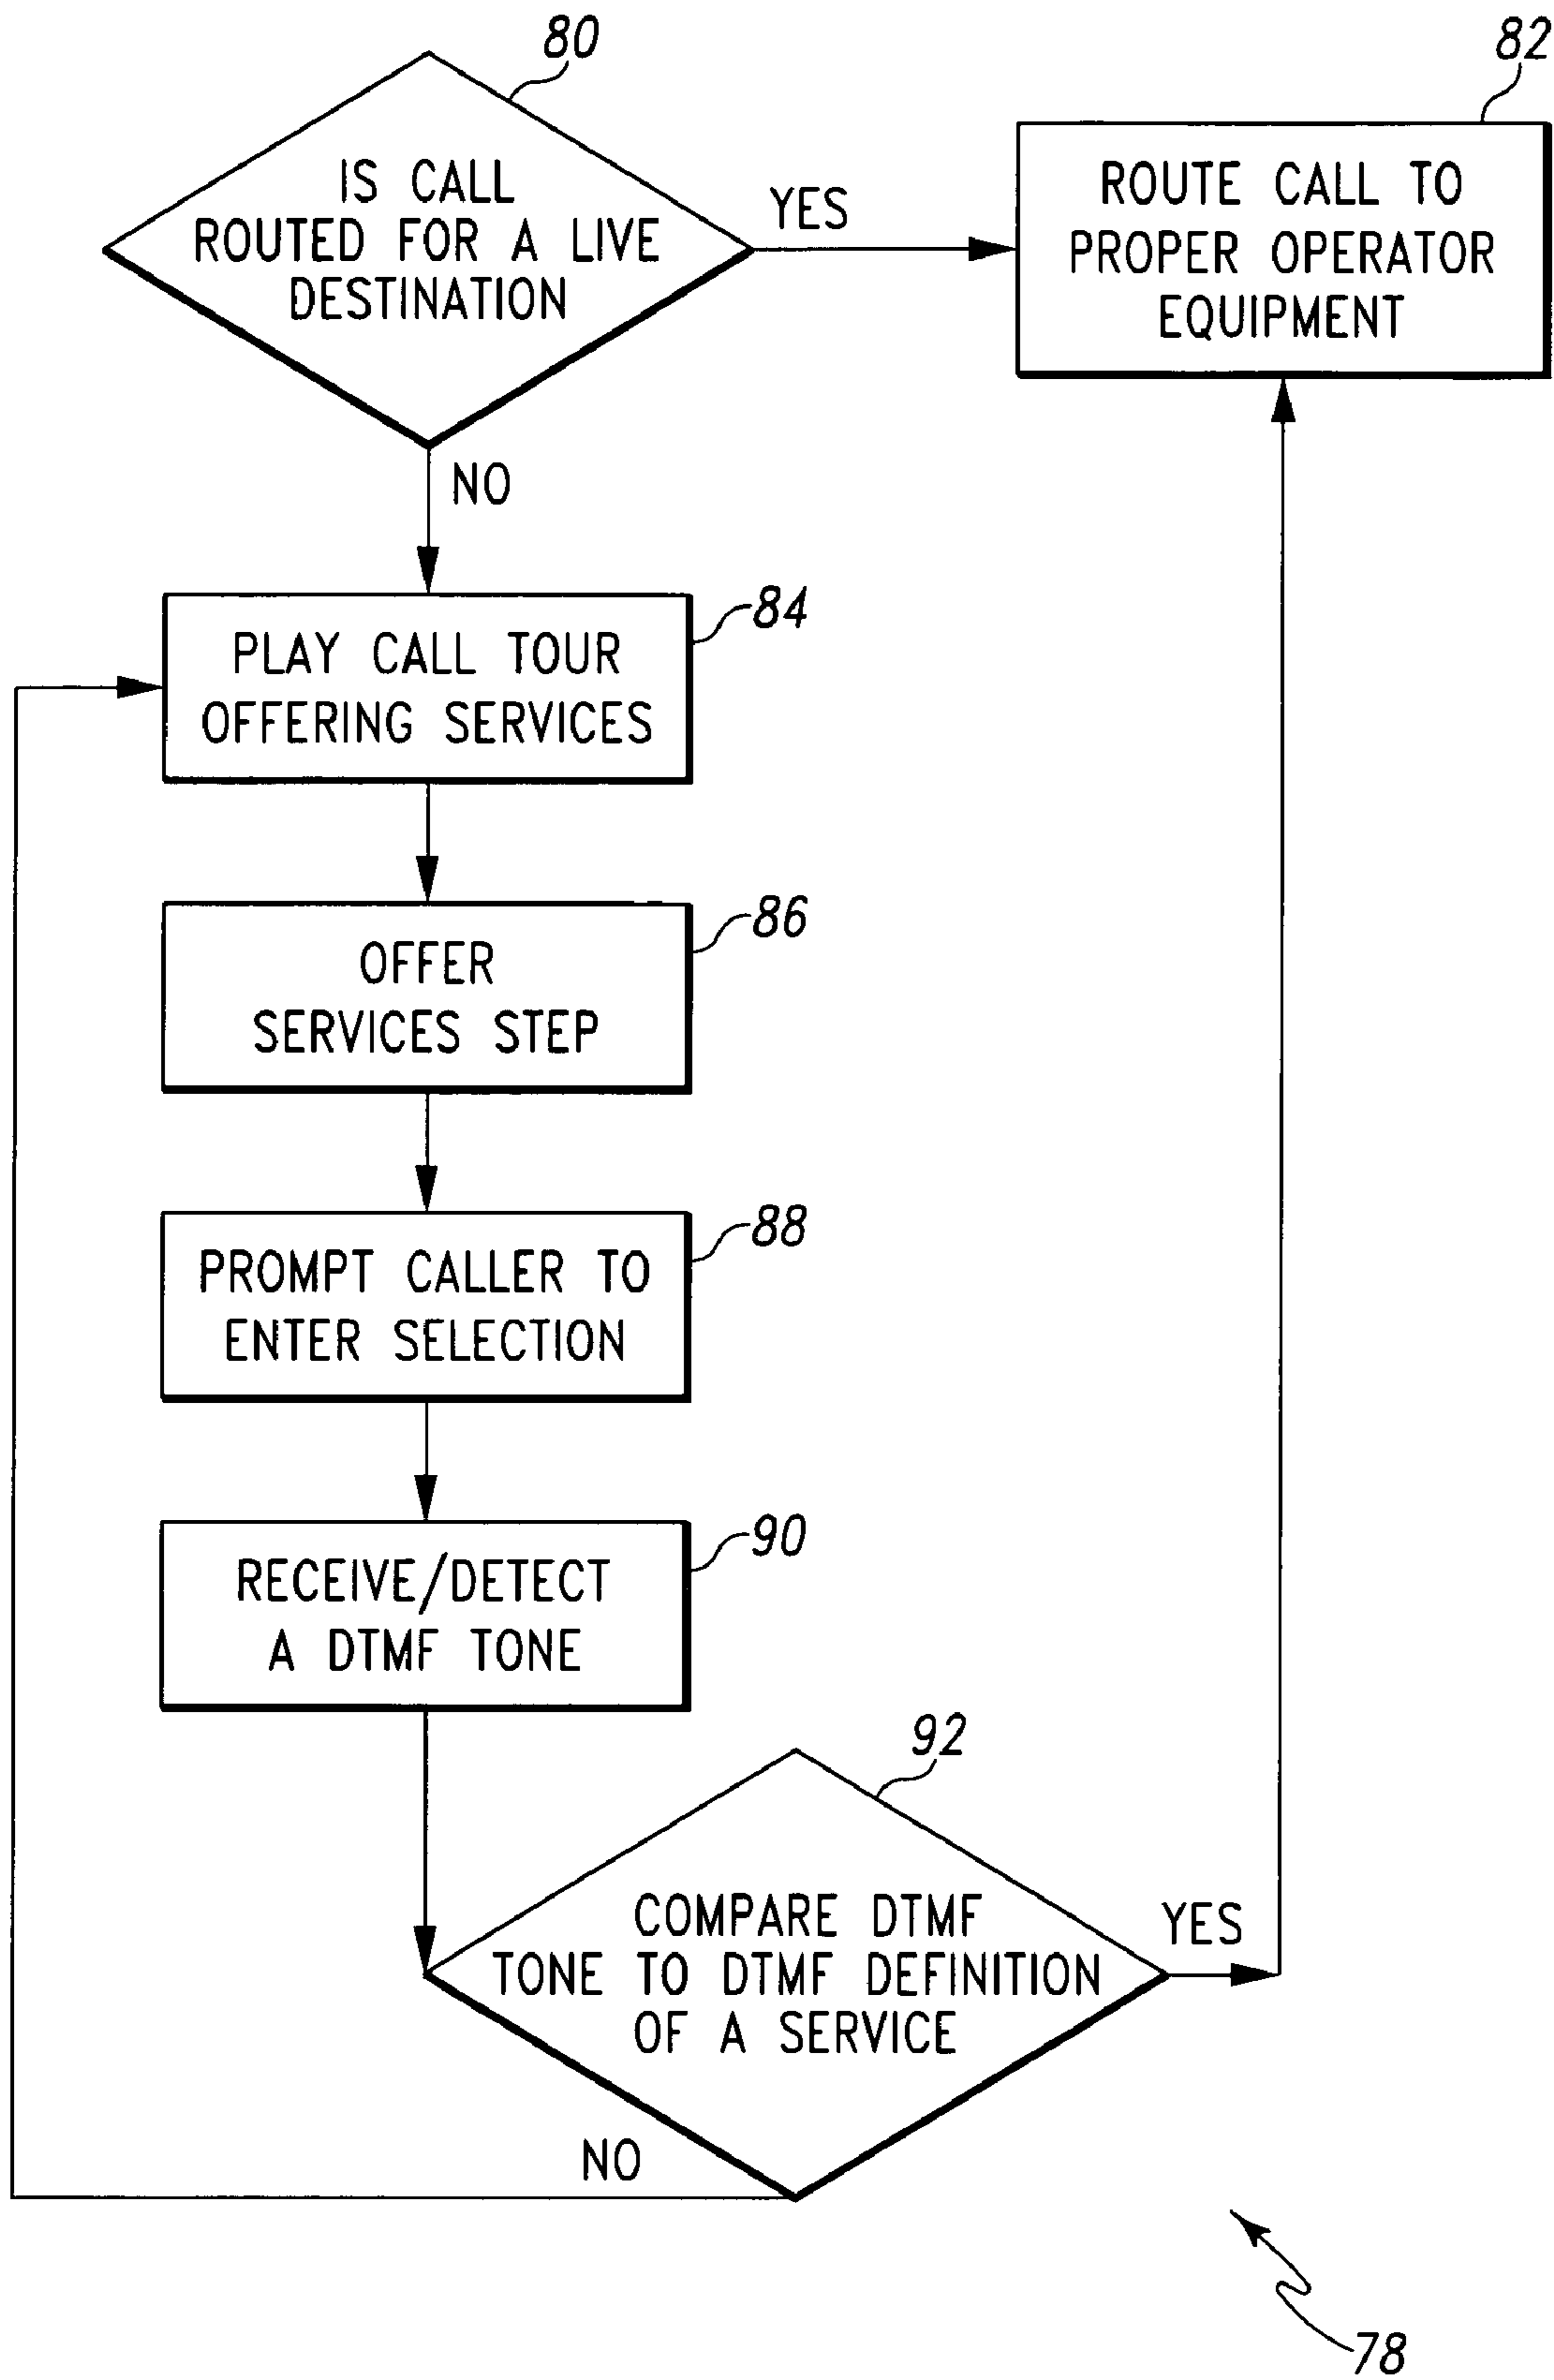 80
IS CALL
ROUTED FOR A LIVE
DESTINATION
YES
82
ROUTE CALL TO
PROPER OPERATOR
EQUIPMENT
NO
84
PLAY CALL TOUR
OFFERING SERVICES
86
OFFER
SERVICES STEP
88
PROMPT CALLER TO
ENTER SELECTION
90
RECEIVE/DETECT
A DTMF TONE
92
COMPARE DTMF
TONE TO DTMF DEFINITION
OF A SERVICE
YES
NO
78